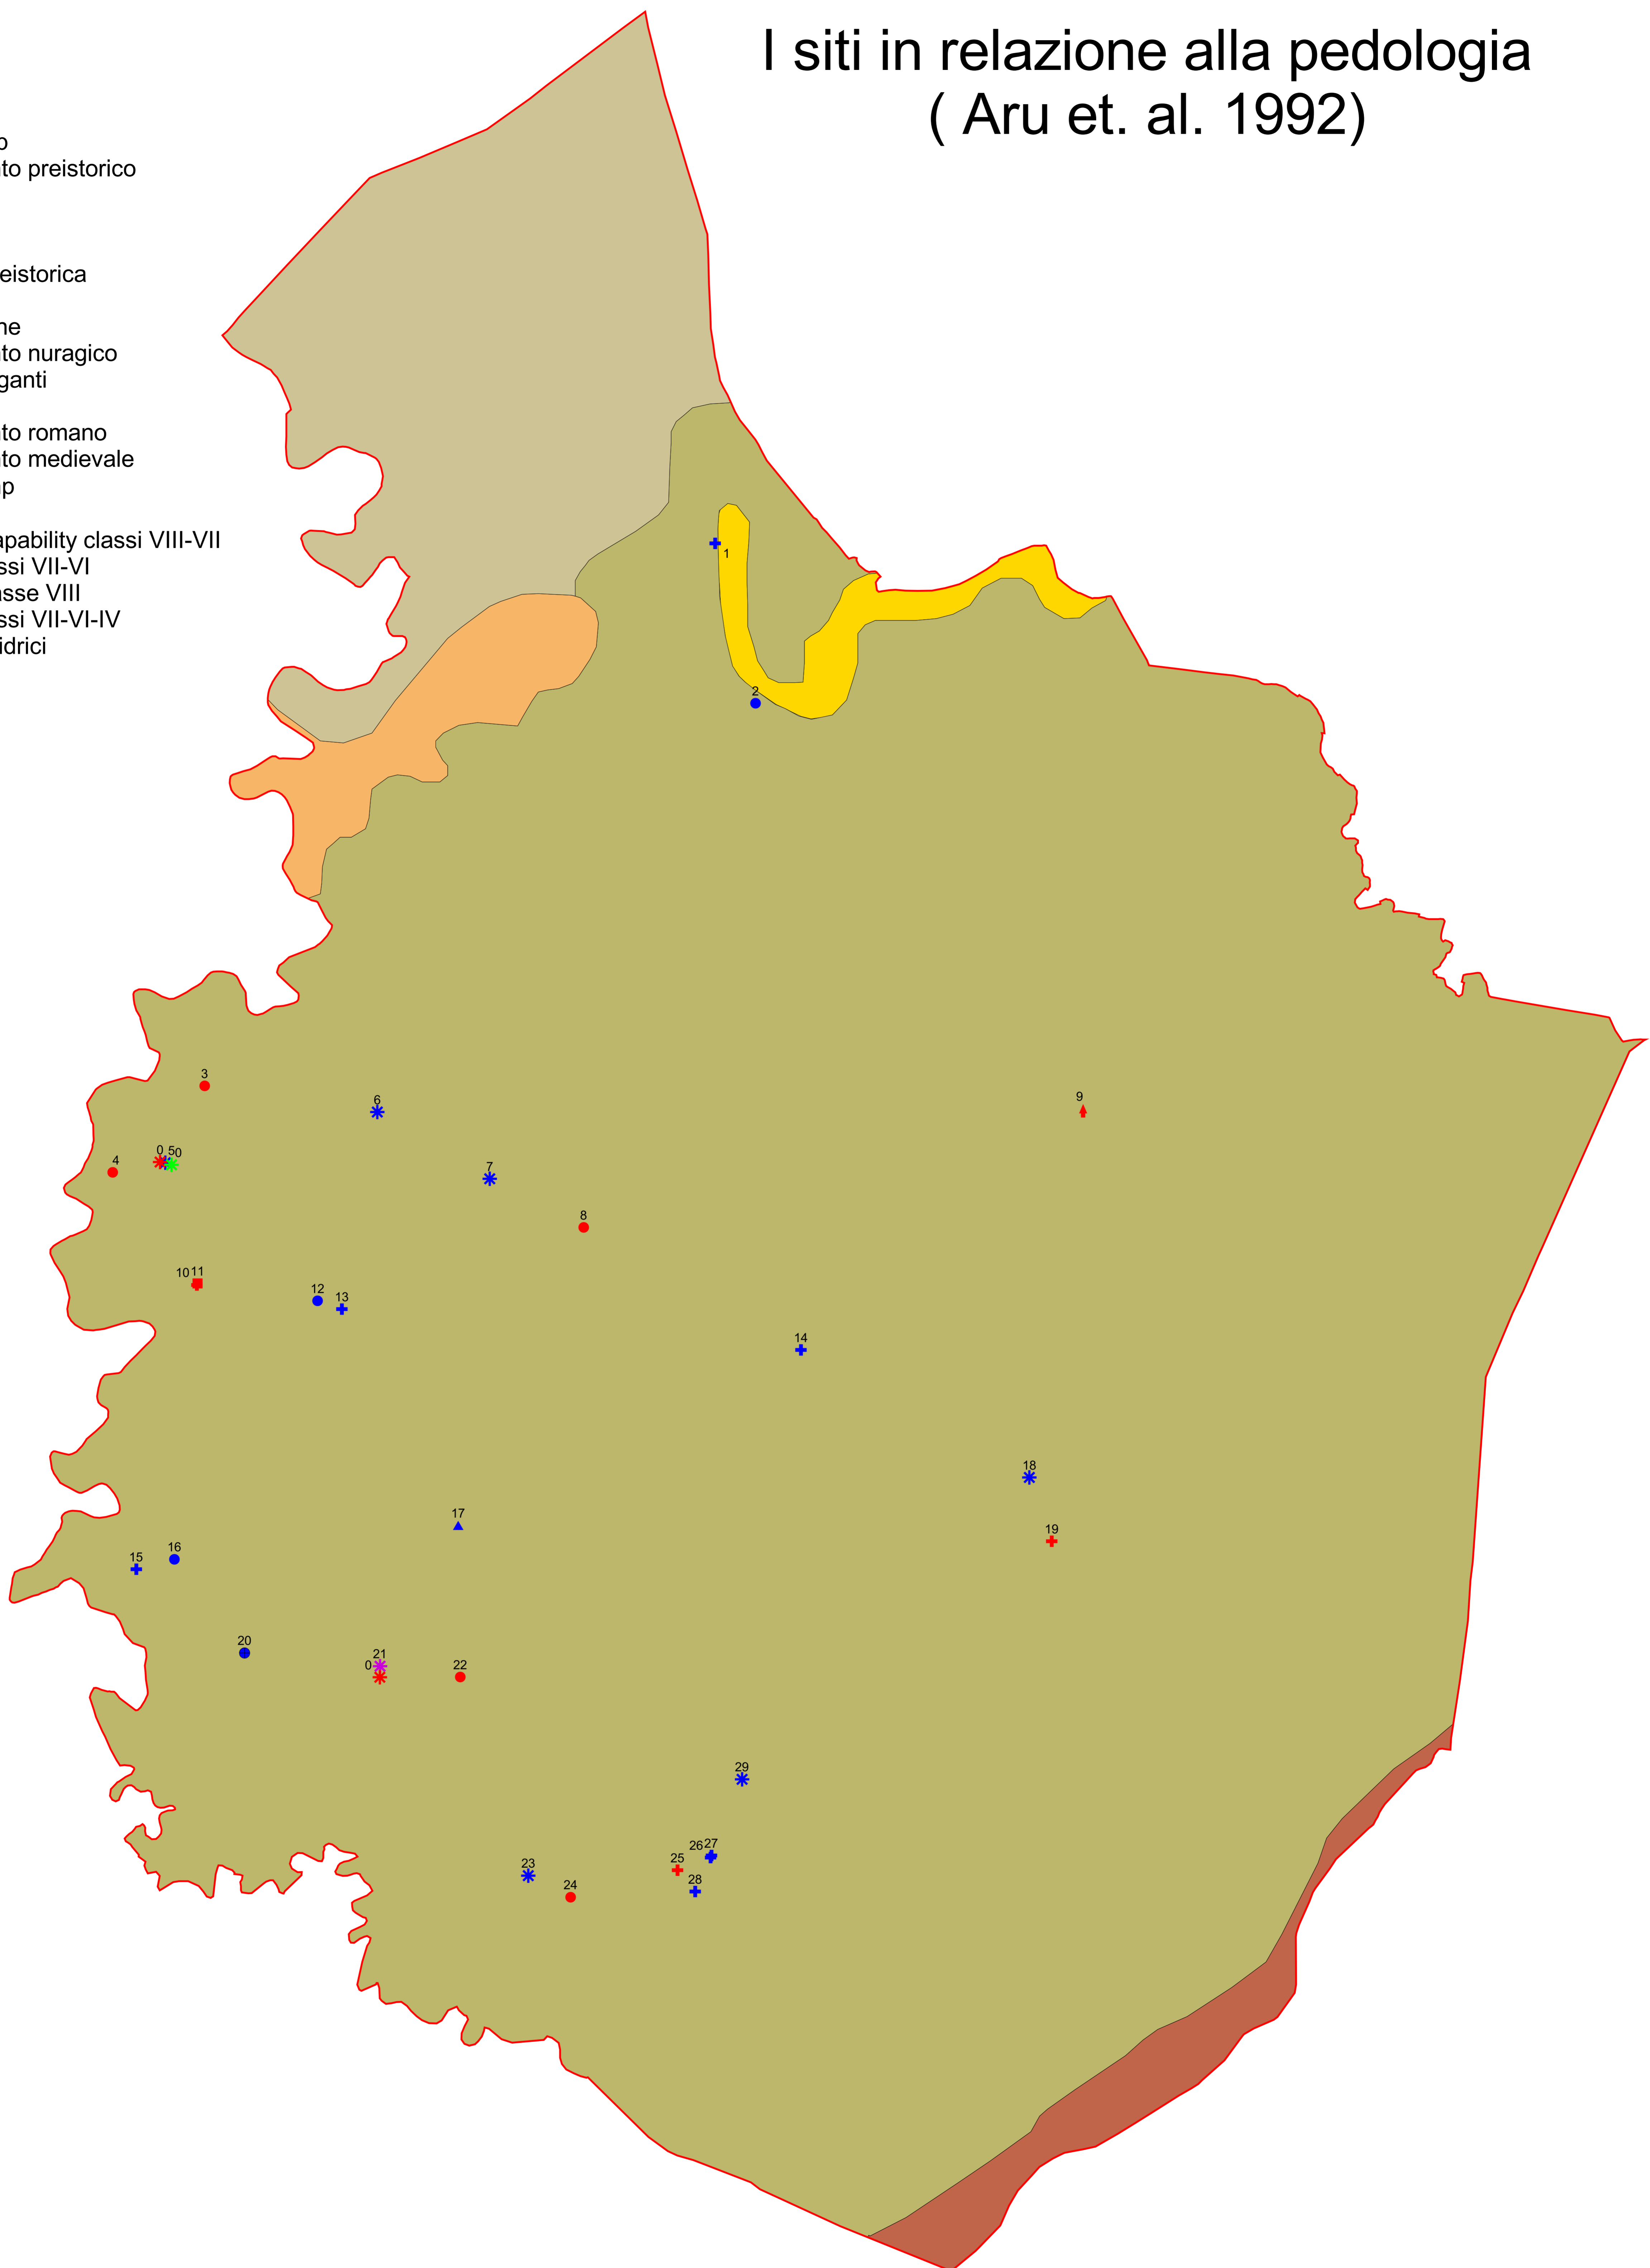 I siti in relazione alla pedologia
( Aru et. al. 1992)
o
to preistorico
eistorica
ne
to nuragico
ganti
to romano
to medievale
np
apability classi VIII-VII
ssi VII-VI
asse VIII
ssi VII-VI-IV
idrici
1
2
3
6
9
0 50
4
7
8
10 11
12
13
14
18
17
19
16
15
20
21
0
22
29
26 27
25
23
28
24